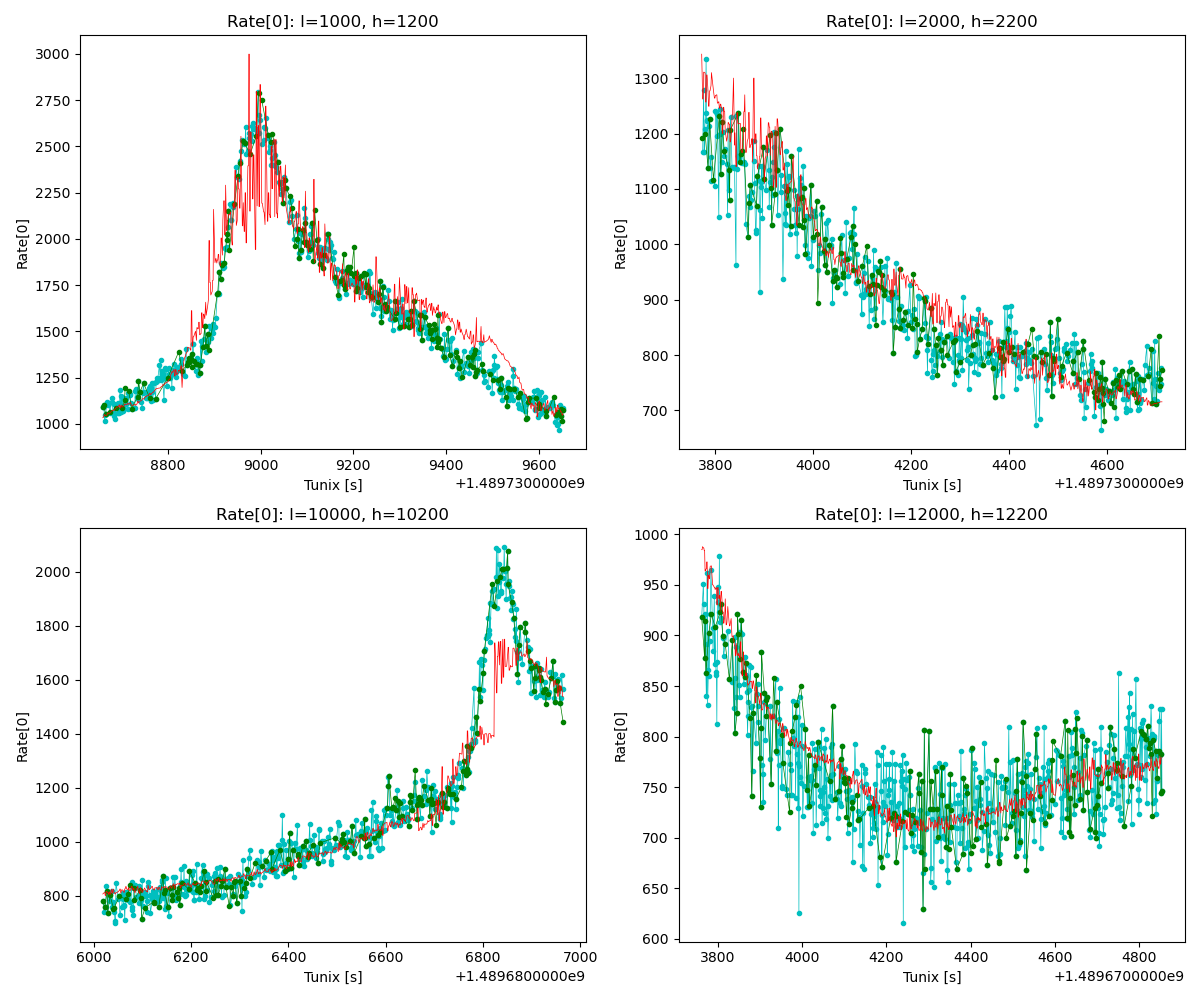 Rate[0]: l=1000, h=1200
Rate[0]
3000
2750
2500
2250
2000
1750
1500
1250
1000
8800 9000 9200 9400 9600
Tunix [s]
+1.4897300000e9
Rate[0]: l=2000, h=2200
Rate[0]
1300
1200
1100
1000
900
800
700
3800 4000 4200 4400 4600
Tunix [s]
+1.4897300000e9
Rate[0]: l=10000, h=10200
Rate[0]
2000
1800
1600
1400
1200
1000
800
6000 6200 6400 6600 6800 7000
Tunix [s]
+1.4896800000e9
Rate[0]: l=12000, h=12200
Rate[0]
1000
950
900
850
800
750
700
650
600
3800 4000 4200 4400 4600 4800
Tunix [s]
+1.4896700000e9